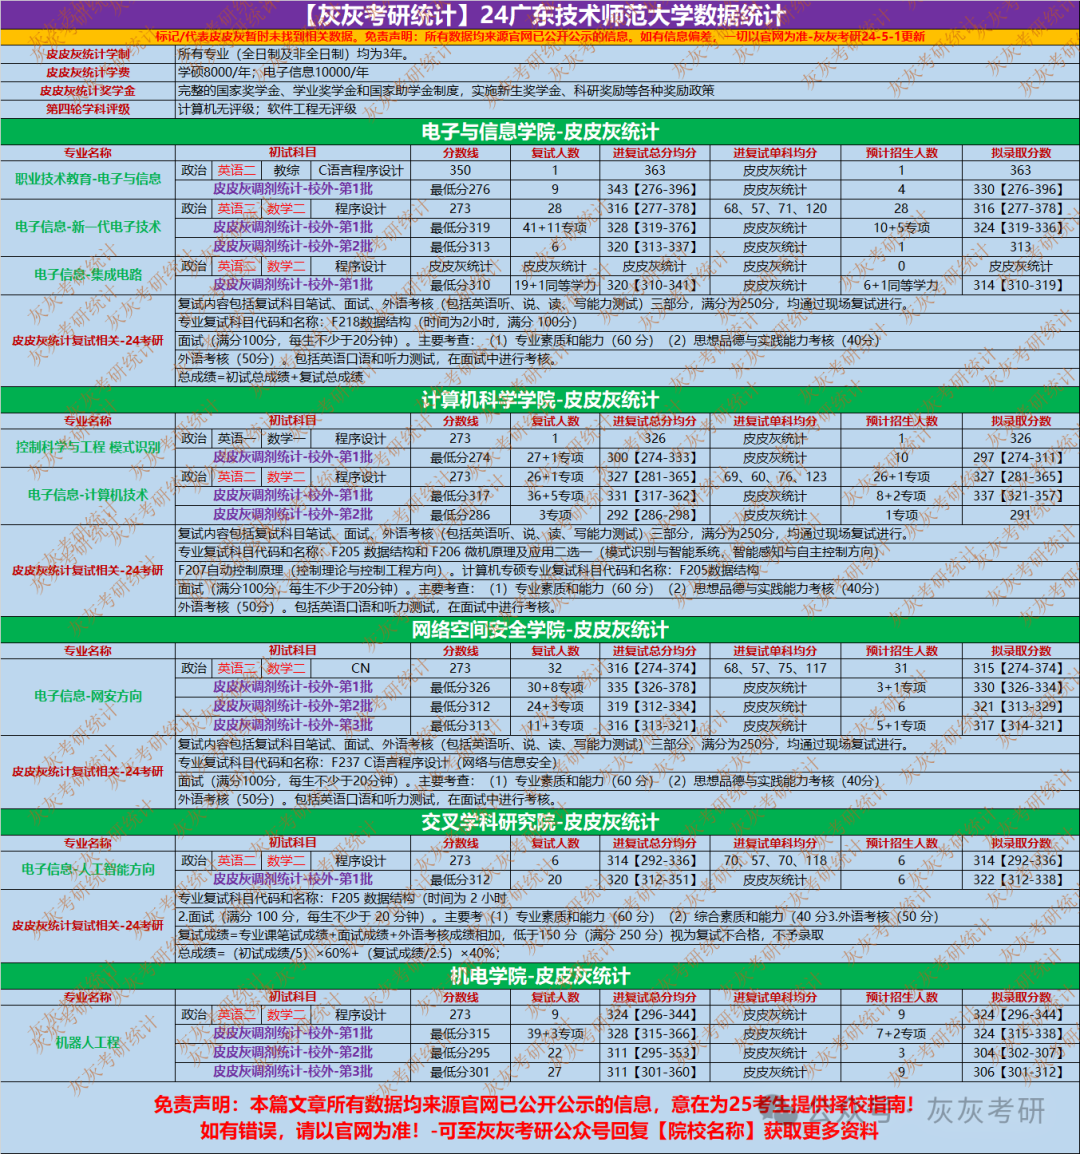 【灰灰考研统计】24广东技术师范大学数据统计
标记/代表皮皮灰暂时未找到相关数据。免责声明：所有数据均来源官网已公开公示的信息。如有信息偏差，一切以官网为准-灰灰考研24-5-1更新
皮皮灰统计学制 所有专业（全日制及非全日制）均为3年。
皮皮灰统计学费 学硕8000/年；电子信息10000/年
皮皮灰统计奖学金 完整的国家奖学金、学业奖学金和国家助学金制度，实施新生奖学金、科研奖励等各种奖励政策
第四轮学科评级 计算机无评级；软件工程无评级
电子与信息学院-皮皮灰统计
专业名称 初试科目 分数线 复试人数 进复试总分均分 进复试单科均分 预计招生人数 拟录取分数
职业技术教育-电子与信息
政治 英语二 教综 C语言程序设计 350 1 363 皮皮灰统计 1 363
皮皮灰调剂统计-校外-第1批 最低分276 9 343【276-396】 皮皮灰统计 4 330【276-396】
电子信息-新一代电子技术
政治 英语二 数学二 程序设计 273 28 316【277-378】 68、57、71、120 28 316【277-378】
皮皮灰调剂统计-校外-第1批 最低分319 41+11专项 328【319-376】 皮皮灰统计 10+5专项 324【319-336】
皮皮灰调剂统计-校外-第2批 最低分313 6 320【313-337】 皮皮灰统计 1 313
电子信息-集成电路
政治 英语二 数学二 程序设计 皮皮灰统计 皮皮灰统计 皮皮灰统计 皮皮灰统计 0 皮皮灰统计
皮皮灰调剂统计-校外-第1批 最低分310 19+1同等学力 320【310-341】 皮皮灰统计 6+1同等学力 314【310-319】
皮皮灰统计复试相关-24考研
复试内容包括复试科目笔试、面试、外语考核（包括英语听、说、读、写能力测试）三部分，满分为250分，均通过现场复试进行。
专业复试科目代码和名称：F218数据结构（时间为2小时，满分 100分）
面试（满分100分，每生不少于20分钟）。主要考查：（1）专业素质和能力（60 分）（2）思想品德与实践能力考核（40分）
外语考核（50分）。包括英语口语和听力测试，在面试中进行考核。
总成绩=初试总成绩+复试总成绩
计算机科学学院-皮皮灰统计
专业名称 初试科目 分数线 复试人数 进复试总分均分 进复试单科均分 预计招生人数 拟录取分数
控制科学与工程 模式识别
政治 英语一 数学一 程序设计 273 1 326 皮皮灰统计 1 326
皮皮灰调剂统计-校外-第1批 最低分274 27+1专项 300【274-333】 皮皮灰统计 10 297【274-311】
电子信息-计算机技术
政治 英语二 数学二 程序设计 273 26+1专项 327【281-365】 69、60、76、123 26+1专项 327【281-365】
皮皮灰调剂统计-校外-第1批 最低分317 36+5专项 331【317-362】 皮皮灰统计 8+2专项 337【321-357】
皮皮灰调剂统计-校外-第2批 最低分286 3专项 292【286-298】 皮皮灰统计 1专项 291
皮皮灰统计复试相关-24考研
复试内容包括复试科目笔试、面试、外语考核（包括英语听、说、读、写能力测试）三部分，满分为250分，均通过现场复试进行。
专业复试科目代码和名称：F205 数据结构和 F206 微机原理及应用二选一（模式识别与智能系统，智能感知与自主控制方向）
F207自动控制原理（控制理论与控制工程方向）。计算机专硕专业复试科目代码和名称：F205数据结构
面试（满分100分，每生不少于20分钟）。主要考查：（1）专业素质和能力（60 分）（2）思想品德与实践能力考核（40分）
外语考核（50分）。包括英语口语和听力测试，在面试中进行考核。
网络空间安全学院-皮皮灰统计
专业名称 初试科目 分数线 复试人数 进复试总分均分 进复试单科均分 预计招生人数 拟录取分数
电子信息-网安方向
政治 英语二 数学二 CN 273 32 316【274-374】 68、57、75、117 31 315【274-374】
皮皮灰调剂统计-校外-第1批 最低分326 30+8专项 335【326-378】 皮皮灰统计 3+1专项 330【326-334】
皮皮灰调剂统计-校外-第2批 最低分312 24+3专项 319【312-334】 皮皮灰统计 6 321【313-329】
皮皮灰调剂统计-校外-第3批 最低分313 11+3专项 316【313-321】 皮皮灰统计 5+1专项 317【314-321】
皮皮灰统计复试相关-24考研
复试内容包括复试科目笔试、面试、外语考核（包括英语听、说、读、写能力测试）三部分，满分为250分，均通过现场复试进行。
专业复试科目代码和名称：F237 C语言程序设计（网络与信息安全）
面试（满分100分，每生不少于20分钟）。主要考查：（1）专业素质和能力（60 分）（2）思想品德与实践能力考核（40分）
外语考核（50分）。包括英语口语和听力测试，在面试中进行考核。
交叉学科研究院-皮皮灰统计
专业名称 初试科目 分数线 复试人数 进复试总分均分 进复试单科均分 预计招生人数 拟录取分数
电子信息-人工智能方向
政治 英语二 数学二 程序设计 273 6 314【292-336】 70、57、70、118 6 314【292-336】
皮皮灰调剂统计-校外-第1批 最低分312 20 320【312-351】 皮皮灰统计 6 322【312-338】
皮皮灰统计复试相关-24考研
专业复试科目代码和名称：F205 数据结构（时间为 2 小时
2.面试（满分 100 分，每生不少于 20 分钟）。主要考（1）专业素质和能力（60 分）（2）综合素质和能力（40 分3.外语考核（50 分）
复试成绩=专业课笔试成绩+面试成绩+外语考核成绩相加，低于150 分（满分 250 分）视为复试不合格，不予录取
总成绩=（初试成绩/5）×60%+（复试成绩/2.5）×40%；
机电学院-皮皮灰统计
专业名称 初试科目 分数线 复试人数 进复试总分均分 进复试单科均分 预计招生人数 拟录取分数
机器人工程
政治 英语二 数学二 程序设计 273 9 324【296-344】 皮皮灰统计 9 324【296-344】
皮皮灰调剂统计-校外-第1批 最低分315 39+3专项 328【315-366】 皮皮灰统计 7+2专项 324【315-338】
皮皮灰调剂统计-校外-第2批 最低分295 22 311【295-353】 皮皮灰统计 3 304【302-307】
皮皮灰调剂统计-校外-第3批 最低分301 27 311【301-360】 皮皮灰统计 9 306【301-312】
免责声明：本篇文章所有数据均来源官网已公开公示的信息，意在为25考生提供择校指南！
如有错误，请以官网为准！-可至灰灰考研公众号回复【院校名称】获取更多资料
公众号 · 灰灰考研